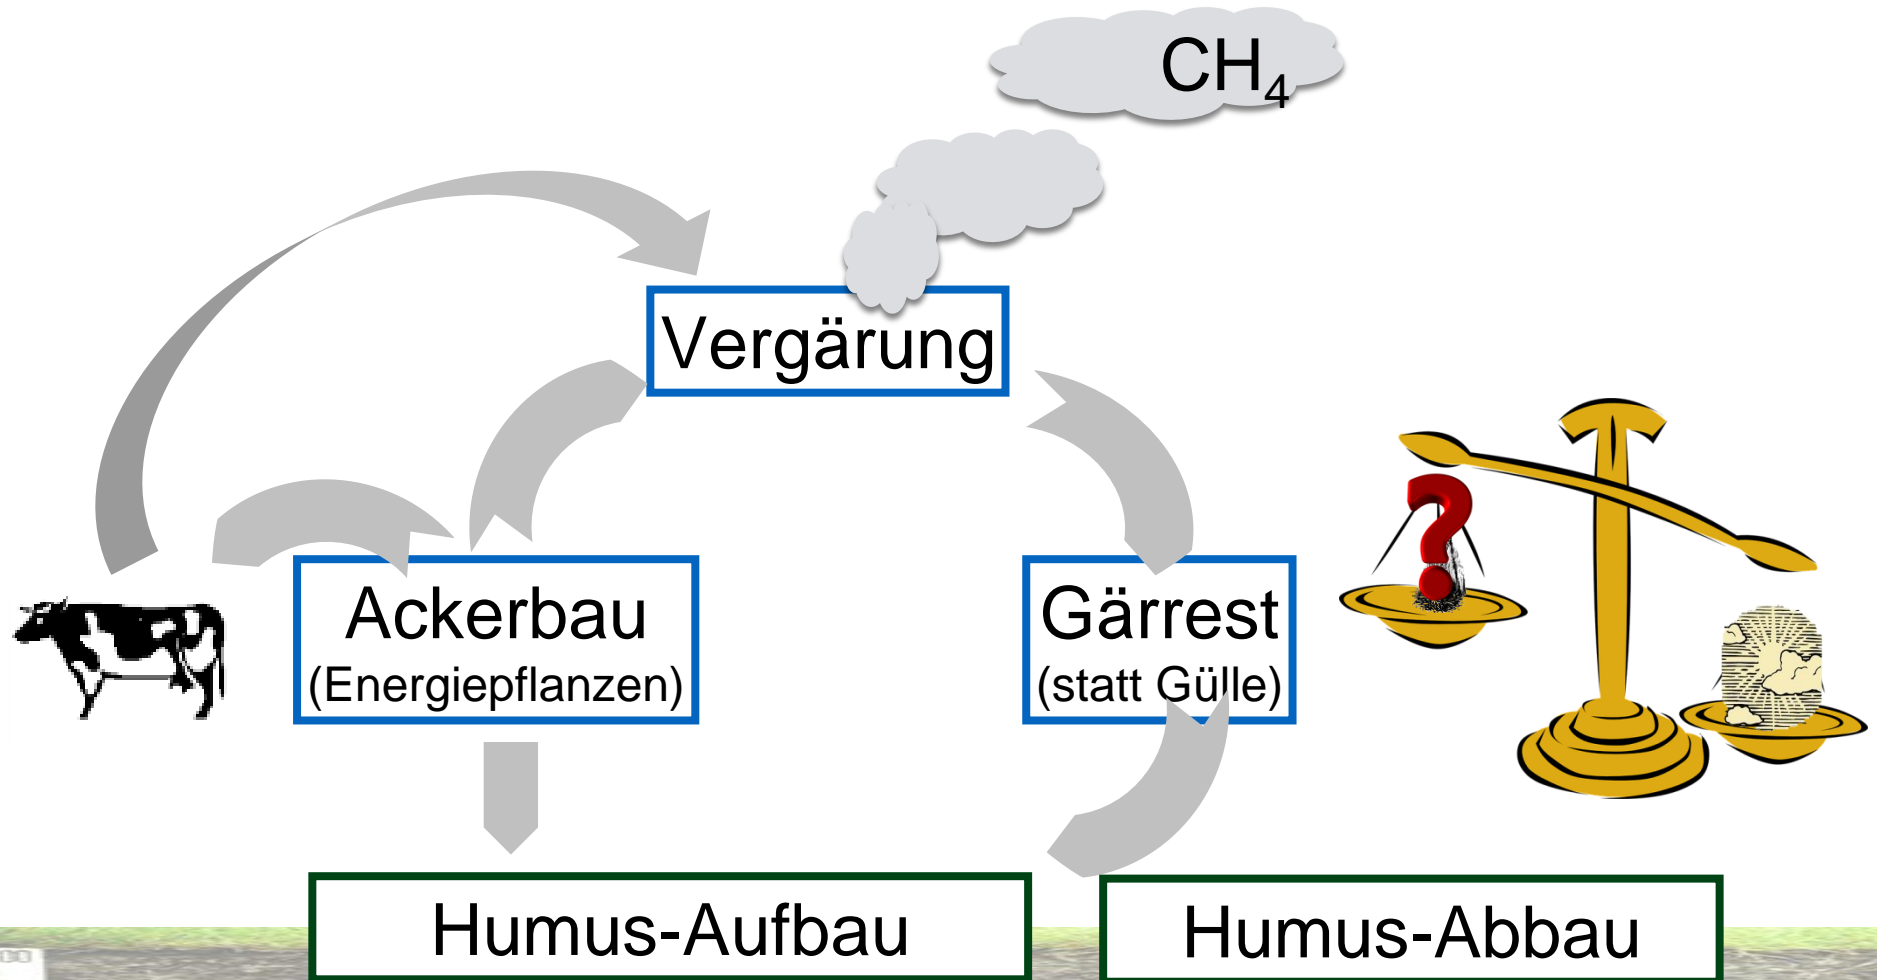 CH₄
Vergärung
Ackerbau
(Energiepflanzen)
Gärrest
(statt Gülle)
?
Humus-Aufbau
Humus-Abbau